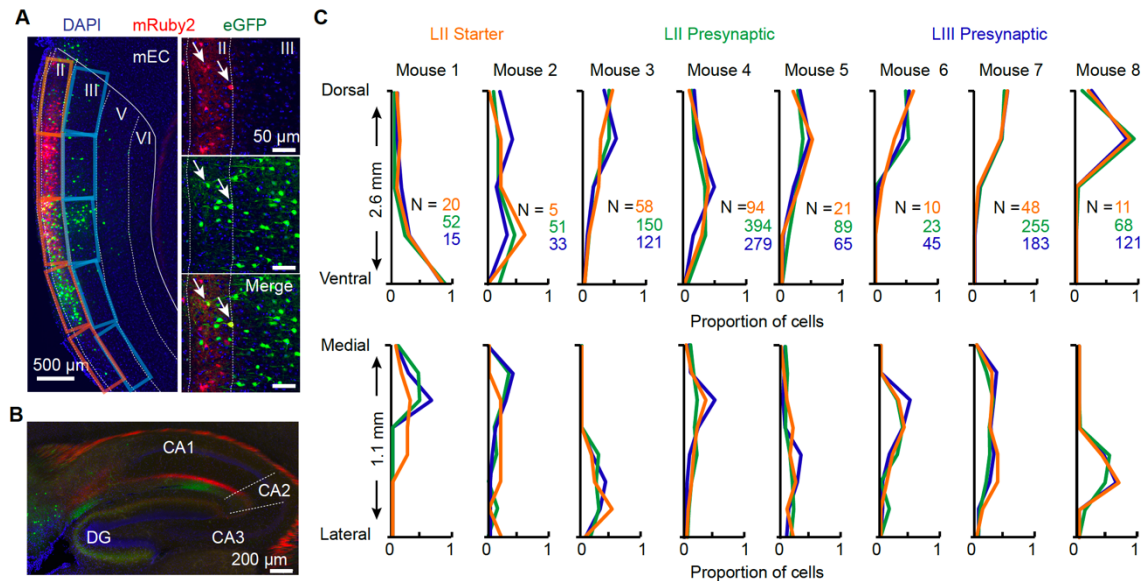 A
DAPI mRuby2 eGFP
mEC
II
III
V
VI
500 µm
II III
50 µm
Merge
B
CA1
CA2
CA3
DG
200 µm
C
LII Starter LII Presynaptic LIII Presynaptic
Mouse 1 Mouse 2 Mouse 3 Mouse 4 Mouse 5 Mouse 6 Mouse 7 Mouse 8
Dorsal
2.6 mm
Ventral
N = 20
52
15
N = 5
51
33
N = 58
150
121
N = 94
394
279
N = 21
89
65
N = 10
23
45
N = 48
255
183
N = 11
68
121
0 1 0 1 0 1 0 1 0 1 0 1 0 1 0 1
Proportion of cells
Medial
1.1 mm
Lateral
0 1 0 1 0 1 0 1 0 1 0 1 0 1 0 1
Proportion of cells